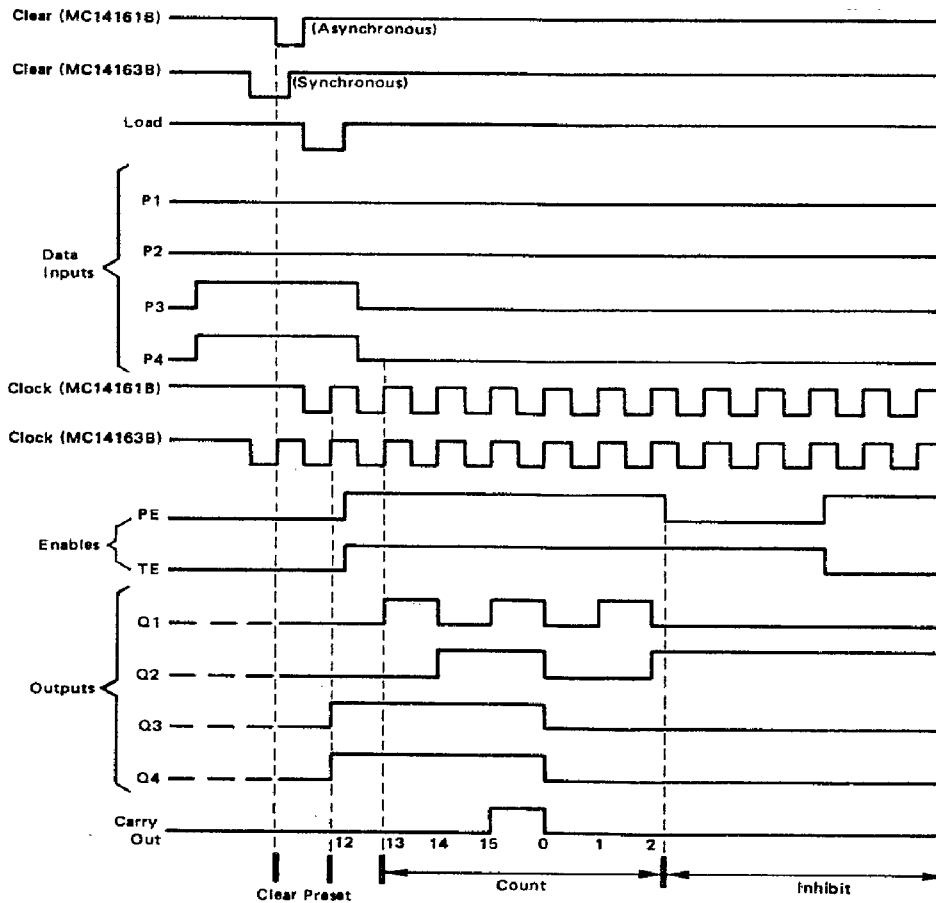 Clear (MC14161B)
(Asynchronous)
Clear (MC14163B)
(Synchronous)
Load
P1
P2
Data
Inputs
P3
P4
Clock (MC14161B)
Clock (MC14163B)
PE
Enables
TE
Q1
Q2
Outputs
Q3
Q4
Carry
Out
12 13 14 15 0 1 2
Clear Preset Count Inhibit